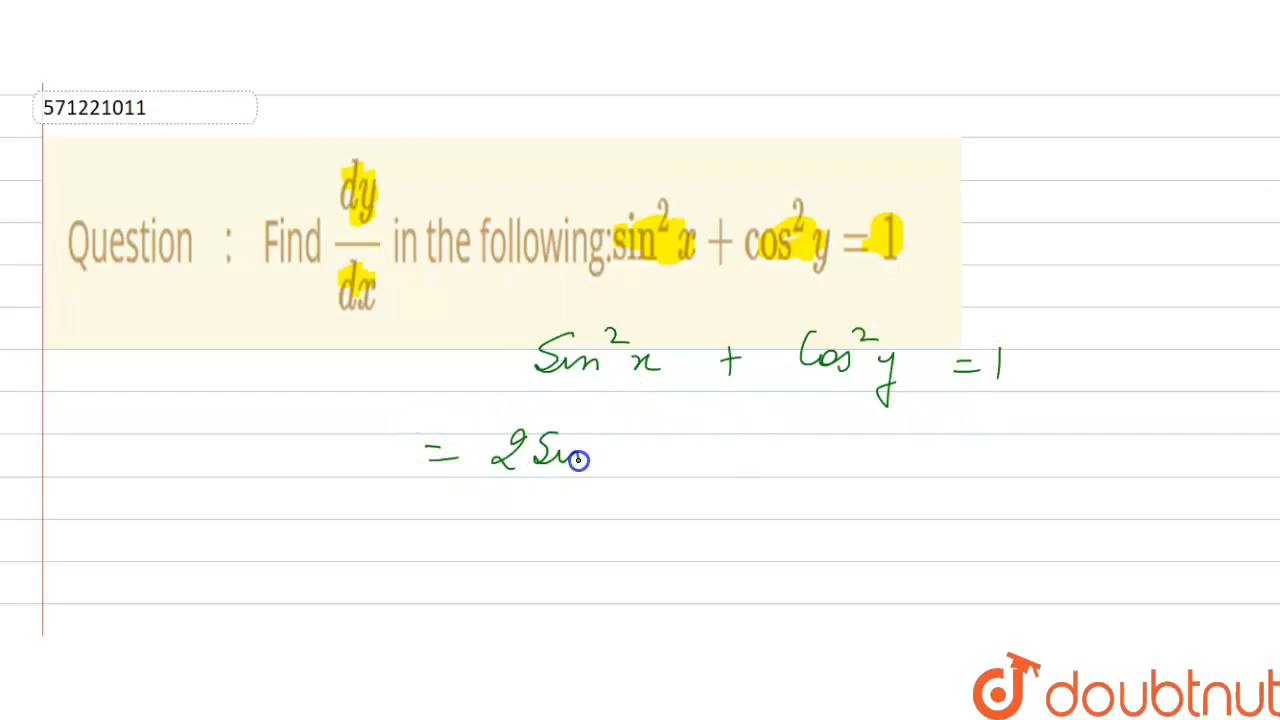 571221011
Question : Find dy/dx in the following:sin²x + cos²y = 1
Sin²x + Cos²y = 1
= 2 Sin
doubtnut